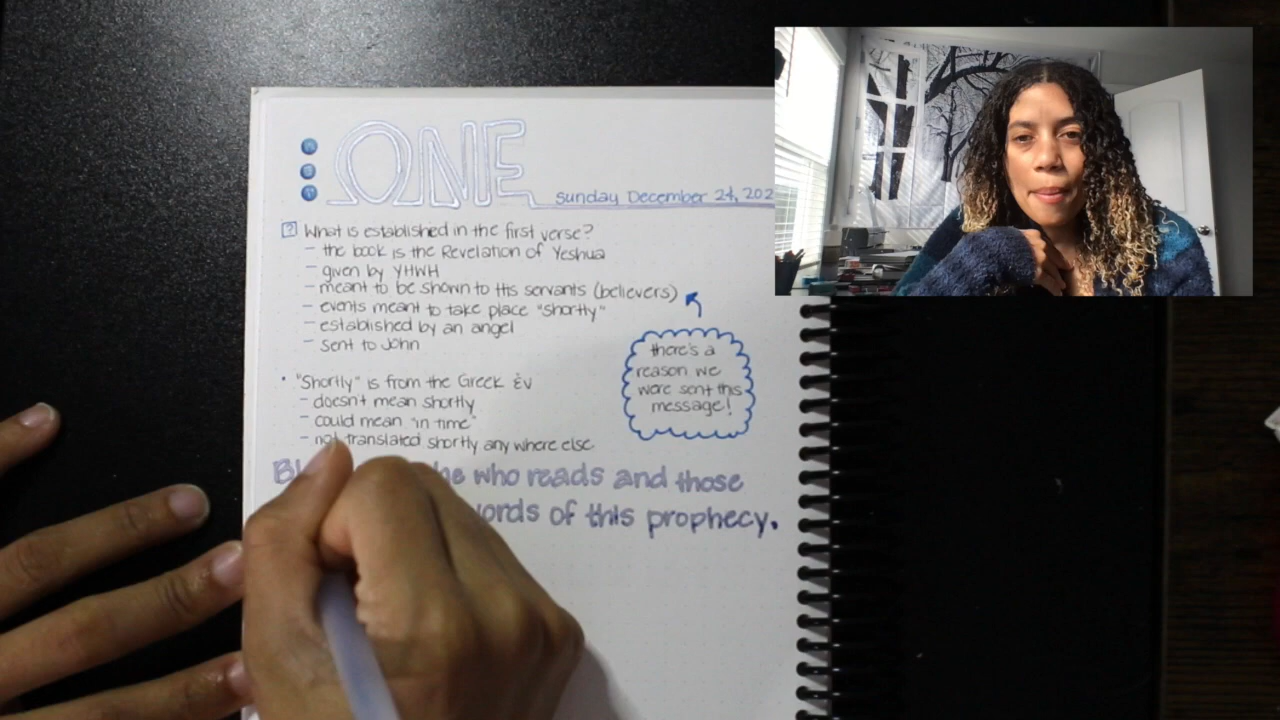 ONE
Sunday December 24, 202
? What is established in the first verse?
- the book is the Revelation of Yeshua
- given by YHWH
- meant to be shown to His servants (believers)
- events meant to take place "shortly"
- established by an angel
- sent to John
there's a
reason we
were sent this
message!
• "Shortly" is from the Greek ἐν
- doesn't mean shortly
- could mean "in time"
- not translated shortly any where else
he who reads and those
words of this prophecy.